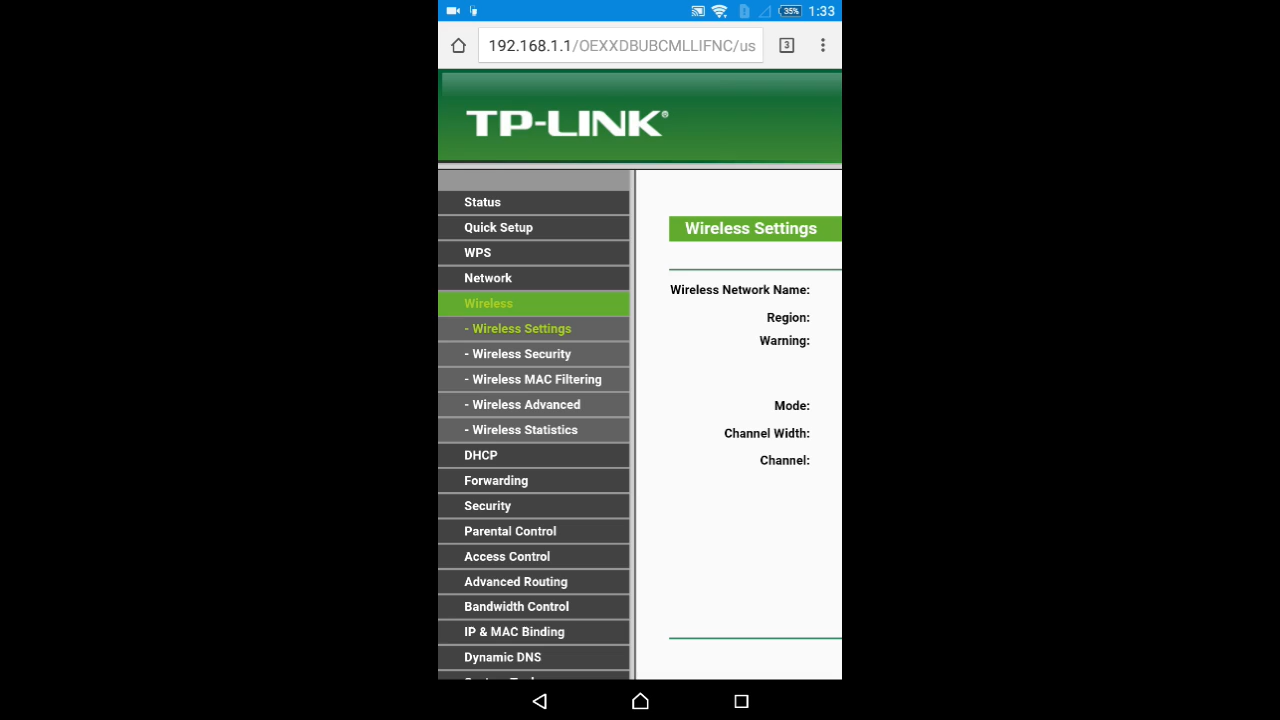 35% 1:33
192.168.1.1/OEXXDBUBCMLLIFNC/us 3
TP-LINK®
Status
Quick Setup
WPS
Network
Wireless
- Wireless Settings
- Wireless Security
- Wireless MAC Filtering
- Wireless Advanced
- Wireless Statistics
DHCP
Forwarding
Security
Parental Control
Access Control
Advanced Routing
Bandwidth Control
IP & MAC Binding
Dynamic DNS
Wireless Settings
Wireless Network Name:
Region:
Warning:
Mode:
Channel Width:
Channel: